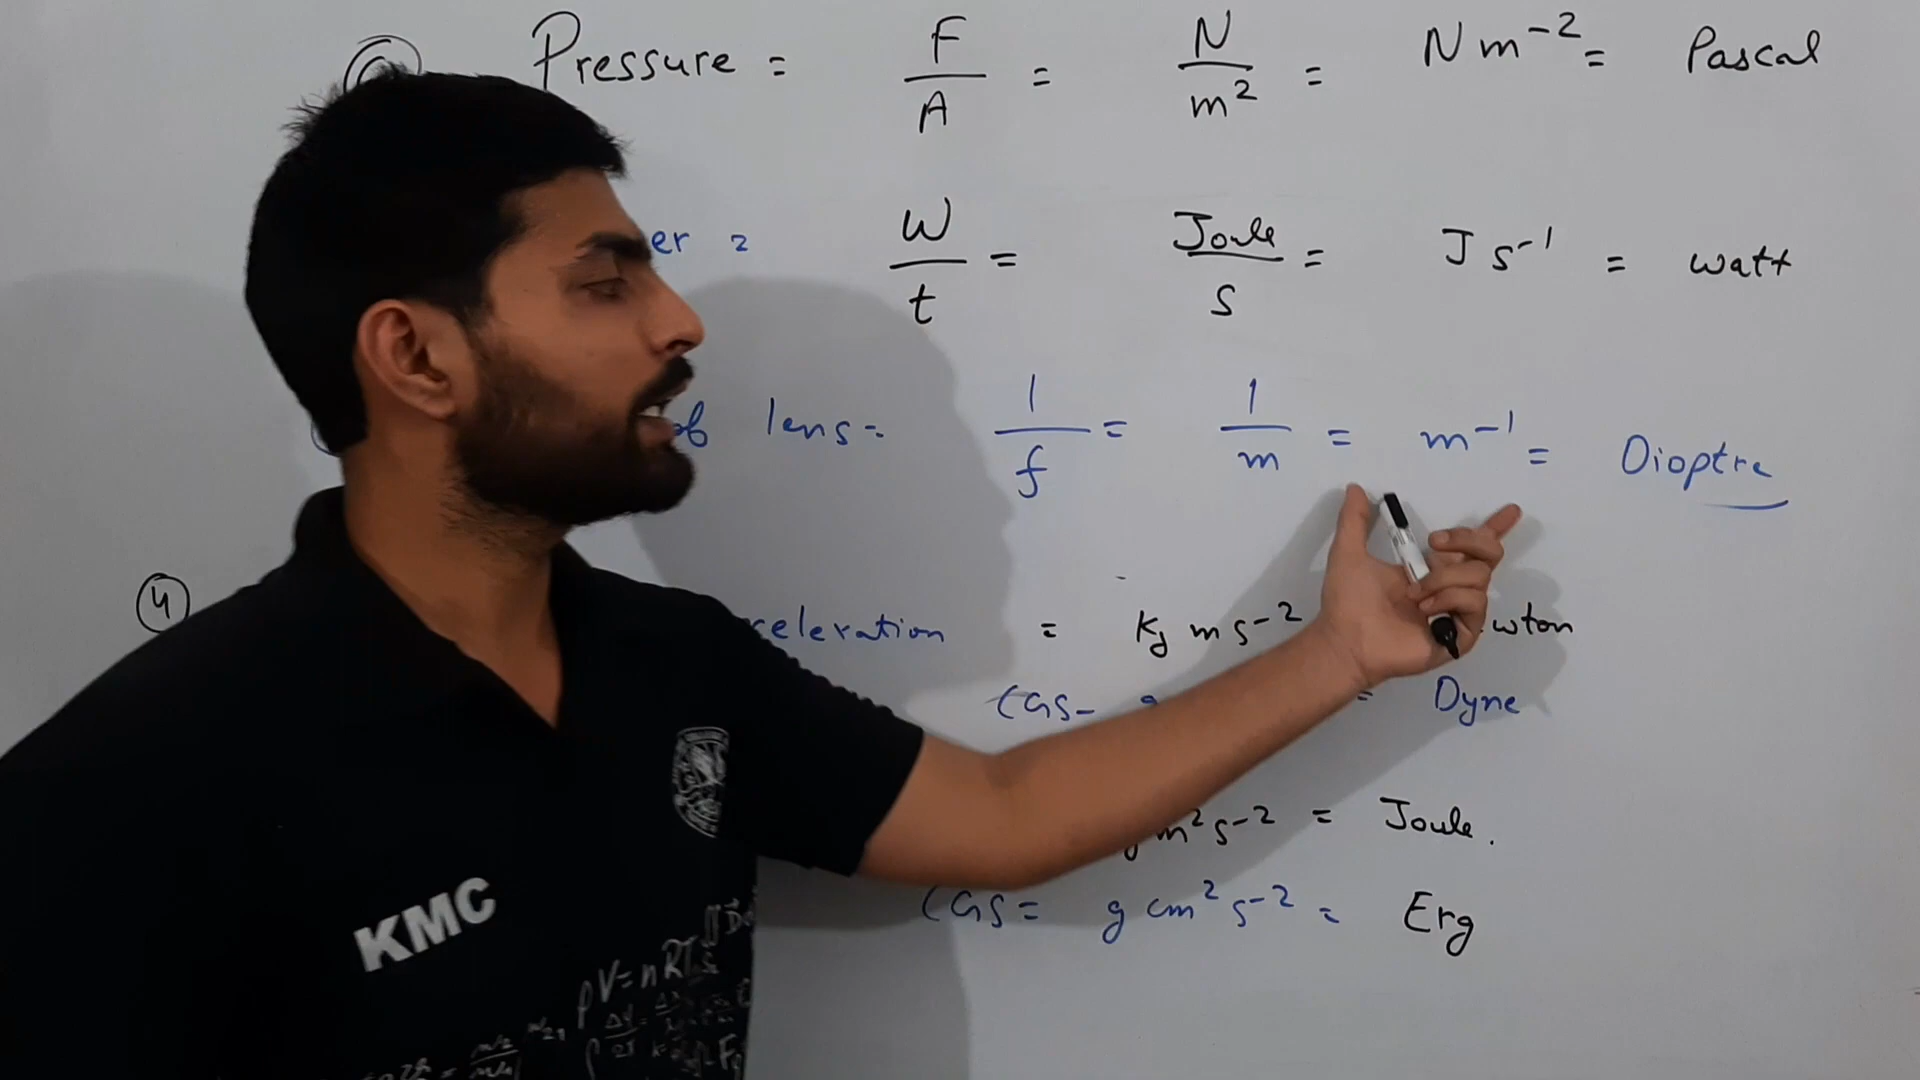 Pressure = F/A = N/m² = Nm⁻² = Pascal
er = W/t = Joule/s = J s⁻¹ = watt
of lens = 1/f = 1/m = m⁻¹ = Dioptre
④ celeration = Kg m s⁻² wton
CGS- = Dyne
m² s⁻² = Joule.
CGS = g cm² s⁻² = Erg
KMC
PV=nRT